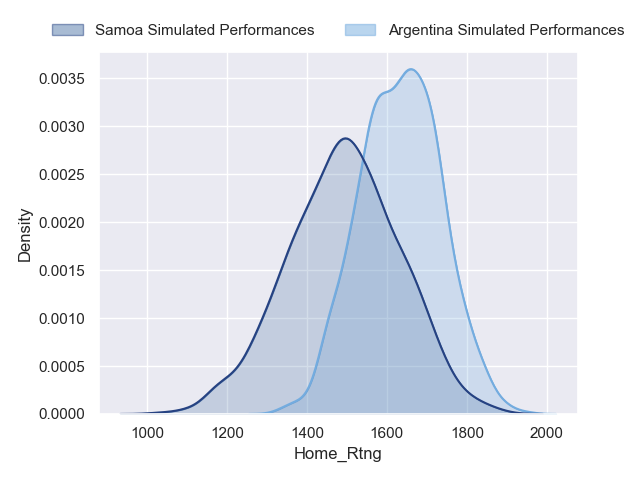 Samoa Simulated Performances
Argentina Simulated Performances
0.0035
0.0030
0.0025
0.0020
0.0015
0.0010
0.0005
0.0000
Density
1000 1200 1400 1600 1800 2000
Home_Rtng